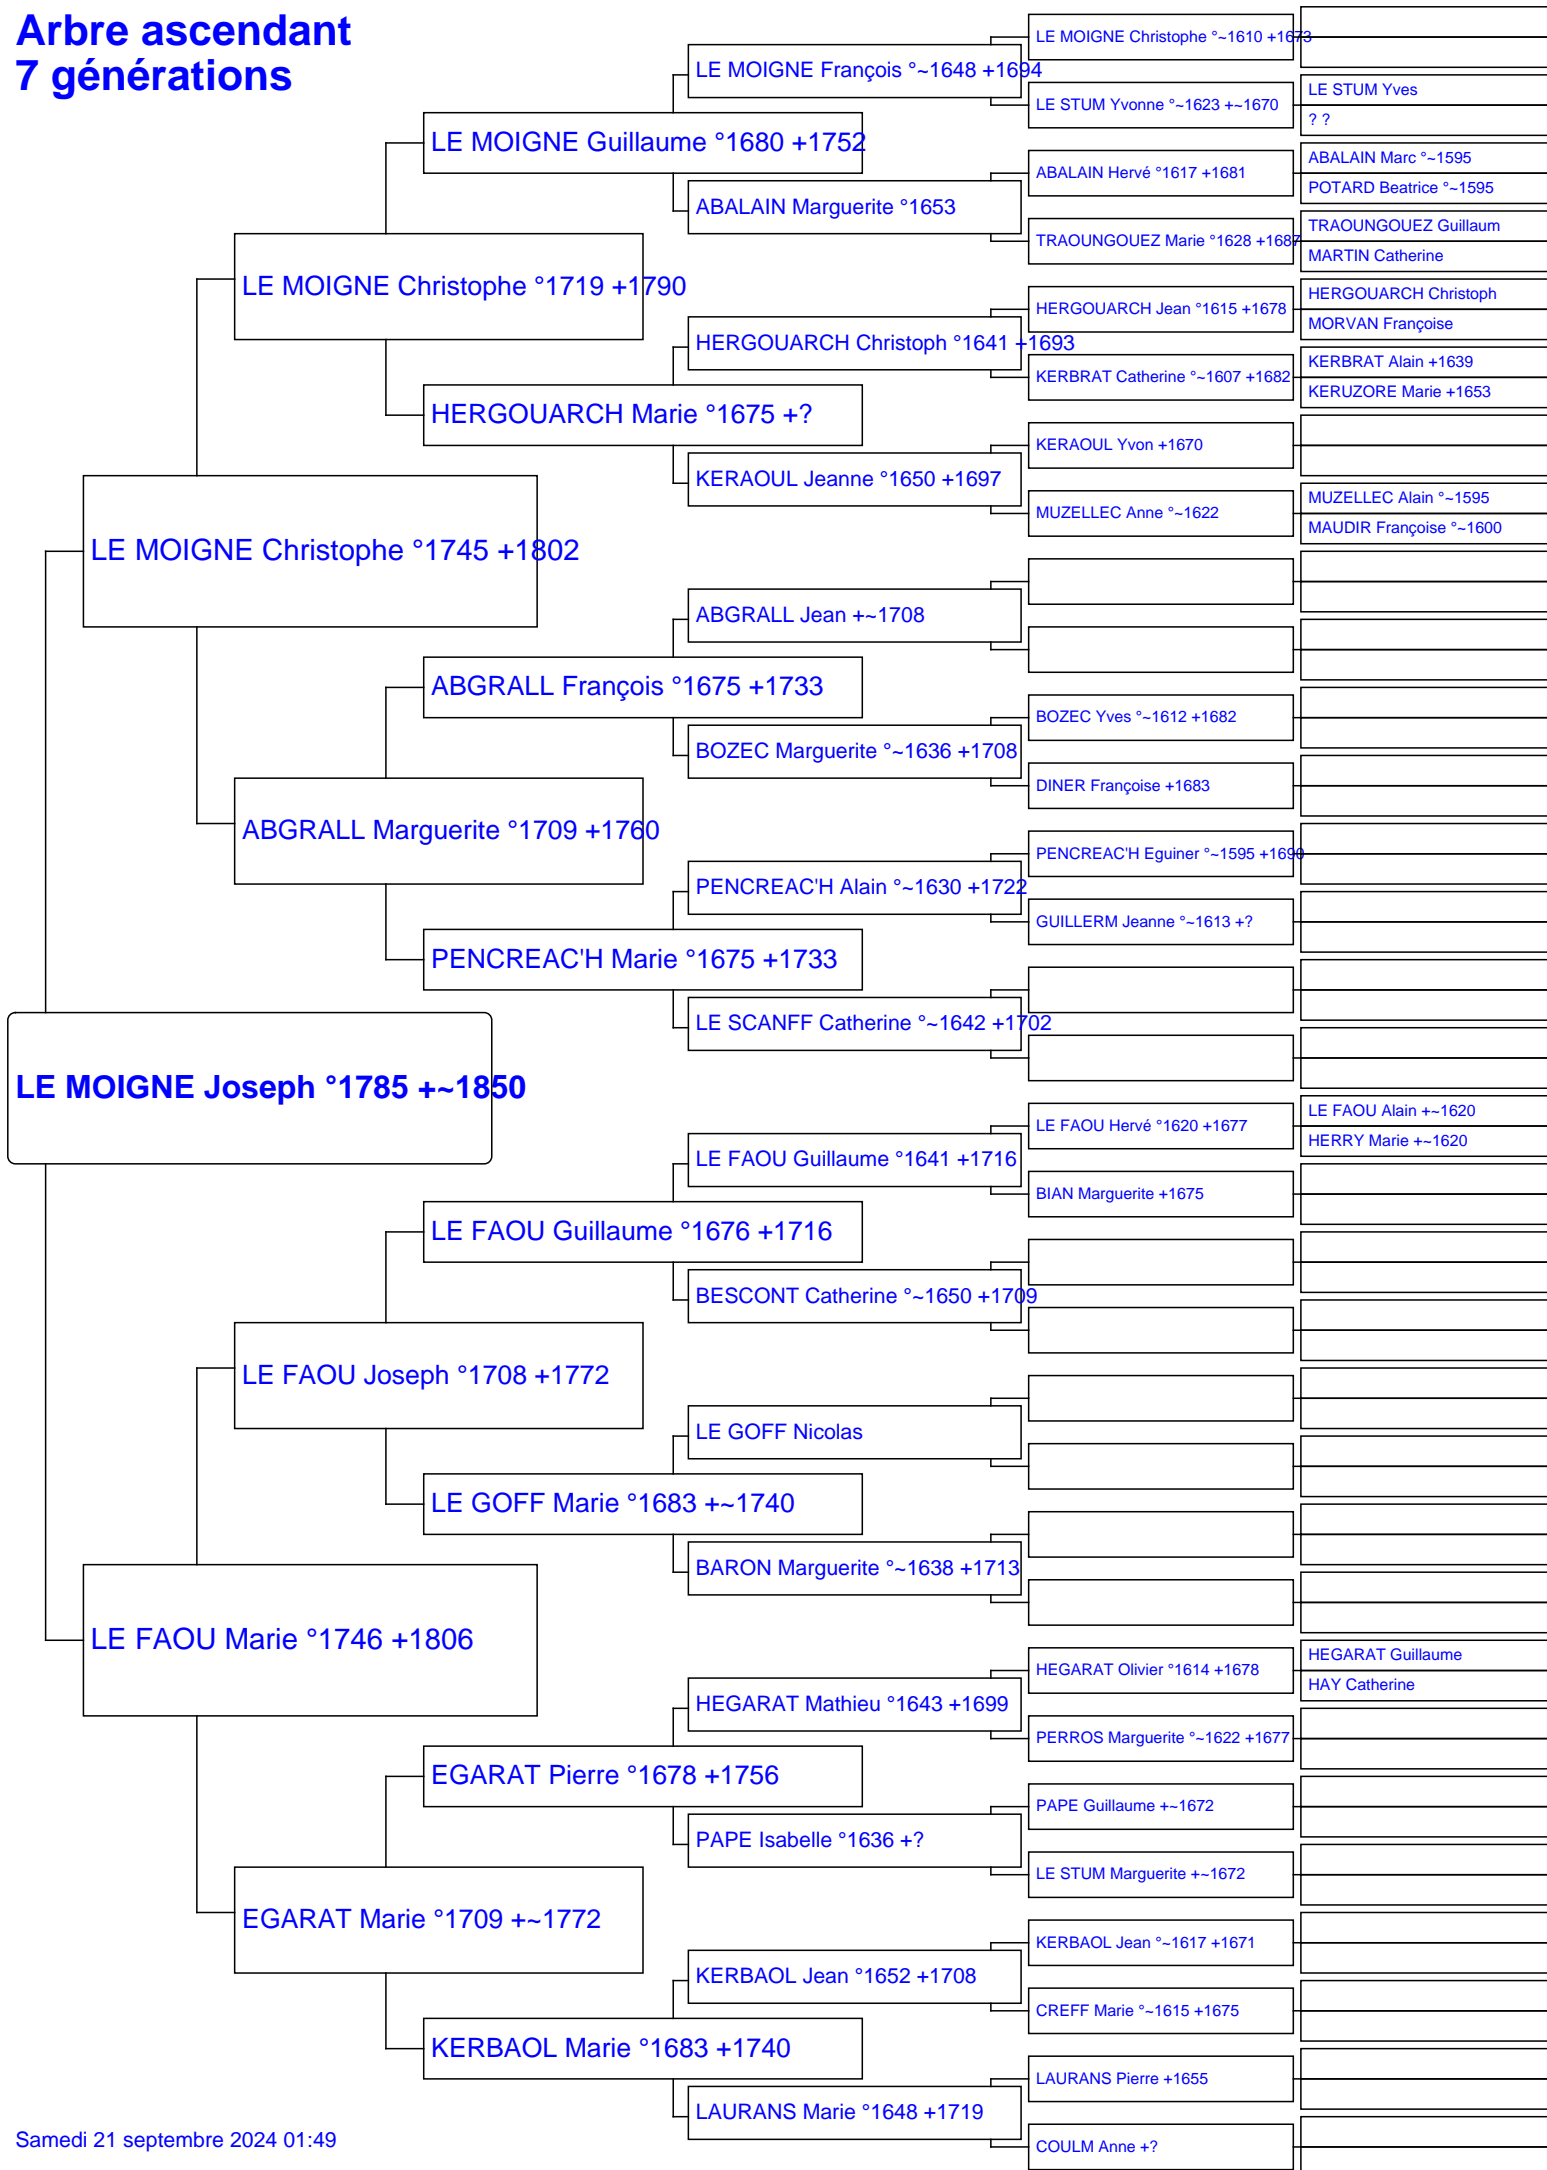 Arbre ascendant
7 générations
LE MOIGNE Joseph °1785 +~1850
LE MOIGNE Christophe °1745 +1802
LE FAOU Marie °1746 +1806
LE MOIGNE Christophe °1719 +1790
ABGRALL Marguerite °1709 +1760
LE FAOU Joseph °1708 +1772
EGARAT Marie °1709 +~1772
LE MOIGNE Guillaume °1680 +1752
HERGOUARCH Marie °1675 +?
ABGRALL François °1675 +1733
PENCREAC'H Marie °1675 +1733
LE FAOU Guillaume °1676 +1716
LE GOFF Marie °1683 +~1740
EGARAT Pierre °1678 +1756
KERBAOL Marie °1683 +1740
LE MOIGNE François °~1648 +1694
ABALAIN Marguerite °1653
HERGOUARCH Christoph °1641 +1693
KERAOUL Jeanne °1650 +1697
ABGRALL Jean +~1708
BOZEC Marguerite °~1636 +1708
PENCREAC'H Alain °~1630 +1722
LE SCANFF Catherine °~1642 +1702
LE FAOU Guillaume °1641 +1716
BESCONT Catherine °~1650 +1709
LE GOFF Nicolas
BARON Marguerite °~1638 +1713
HEGARAT Mathieu °1643 +1699
PAPE Isabelle °1636 +?
KERBAOL Jean °1652 +1708
LAURANS Marie °1648 +1719
LE MOIGNE Christophe °~1610 +1673
LE STUM Yvonne °~1623 +~1670
ABALAIN Hervé °1617 +1681
TRAOUNGOUEZ Marie °1628 +1687
HERGOUARCH Jean °1615 +1678
KERBRAT Catherine °~1607 +1682
KERAOUL Yvon +1670
MUZELLEC Anne °~1622
BOZEC Yves °~1612 +1682
DINER Françoise +1683
PENCREAC'H Eguiner °~1595 +1690
GUILLERM Jeanne °~1613 +?
LE FAOU Hervé °1620 +1677
BIAN Marguerite +1675
HEGARAT Olivier °1614 +1678
PERROS Marguerite °~1622 +1677
PAPE Guillaume +~1672
LE STUM Marguerite +~1672
KERBAOL Jean °~1617 +1671
CREFF Marie °~1615 +1675
LAURANS Pierre +1655
COULM Anne +?
LE STUM Yves
? ?
ABALAIN Marc °~1595
POTARD Beatrice °~1595
TRAOUNGOUEZ Guillaum
MARTIN Catherine
HERGOUARCH Christoph
MORVAN Françoise
KERBRAT Alain +1639
KERUZORE Marie +1653
MUZELLEC Alain °~1595
MAUDIR Françoise °~1600
LE FAOU Alain +~1620
HERRY Marie +~1620
HEGARAT Guillaume
HAY Catherine
Samedi 21 septembre 2024 01:49